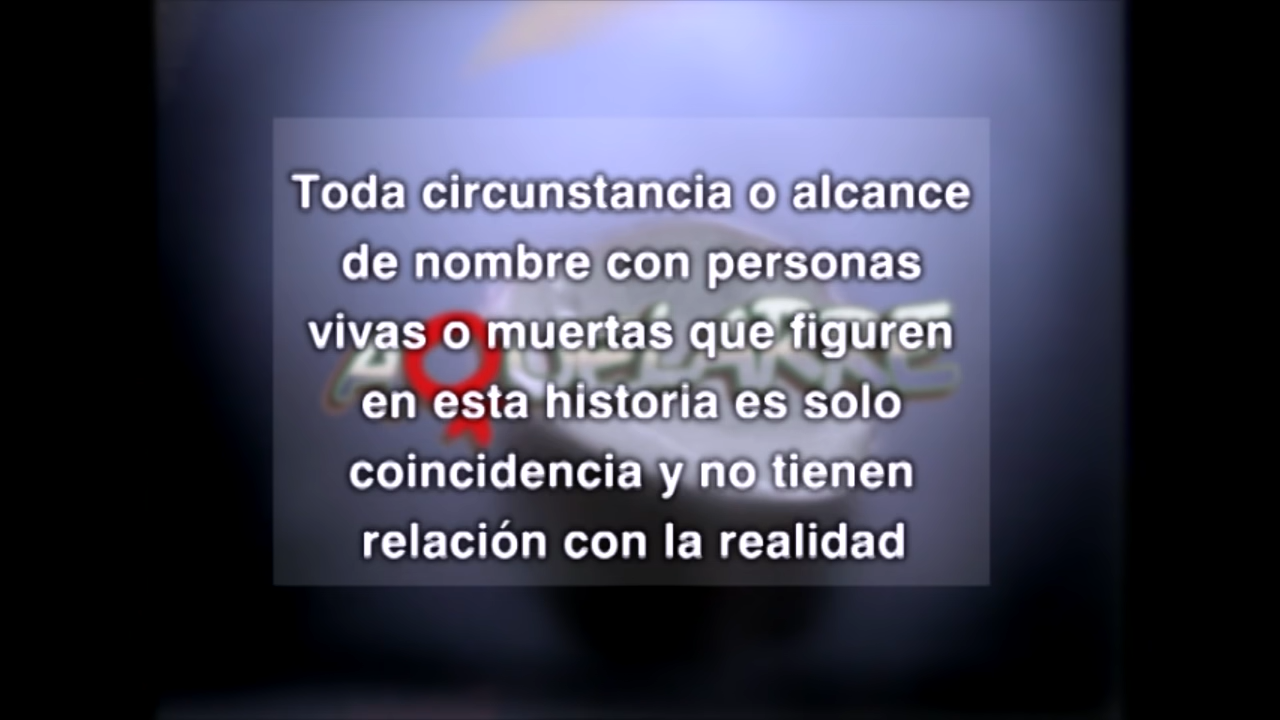 Toda circunstancia o alcance
de nombre con personas
vivas o muertas que figuren
en esta historia es solo
coincidencia y no tienen
relación con la realidad
AQUELARRE